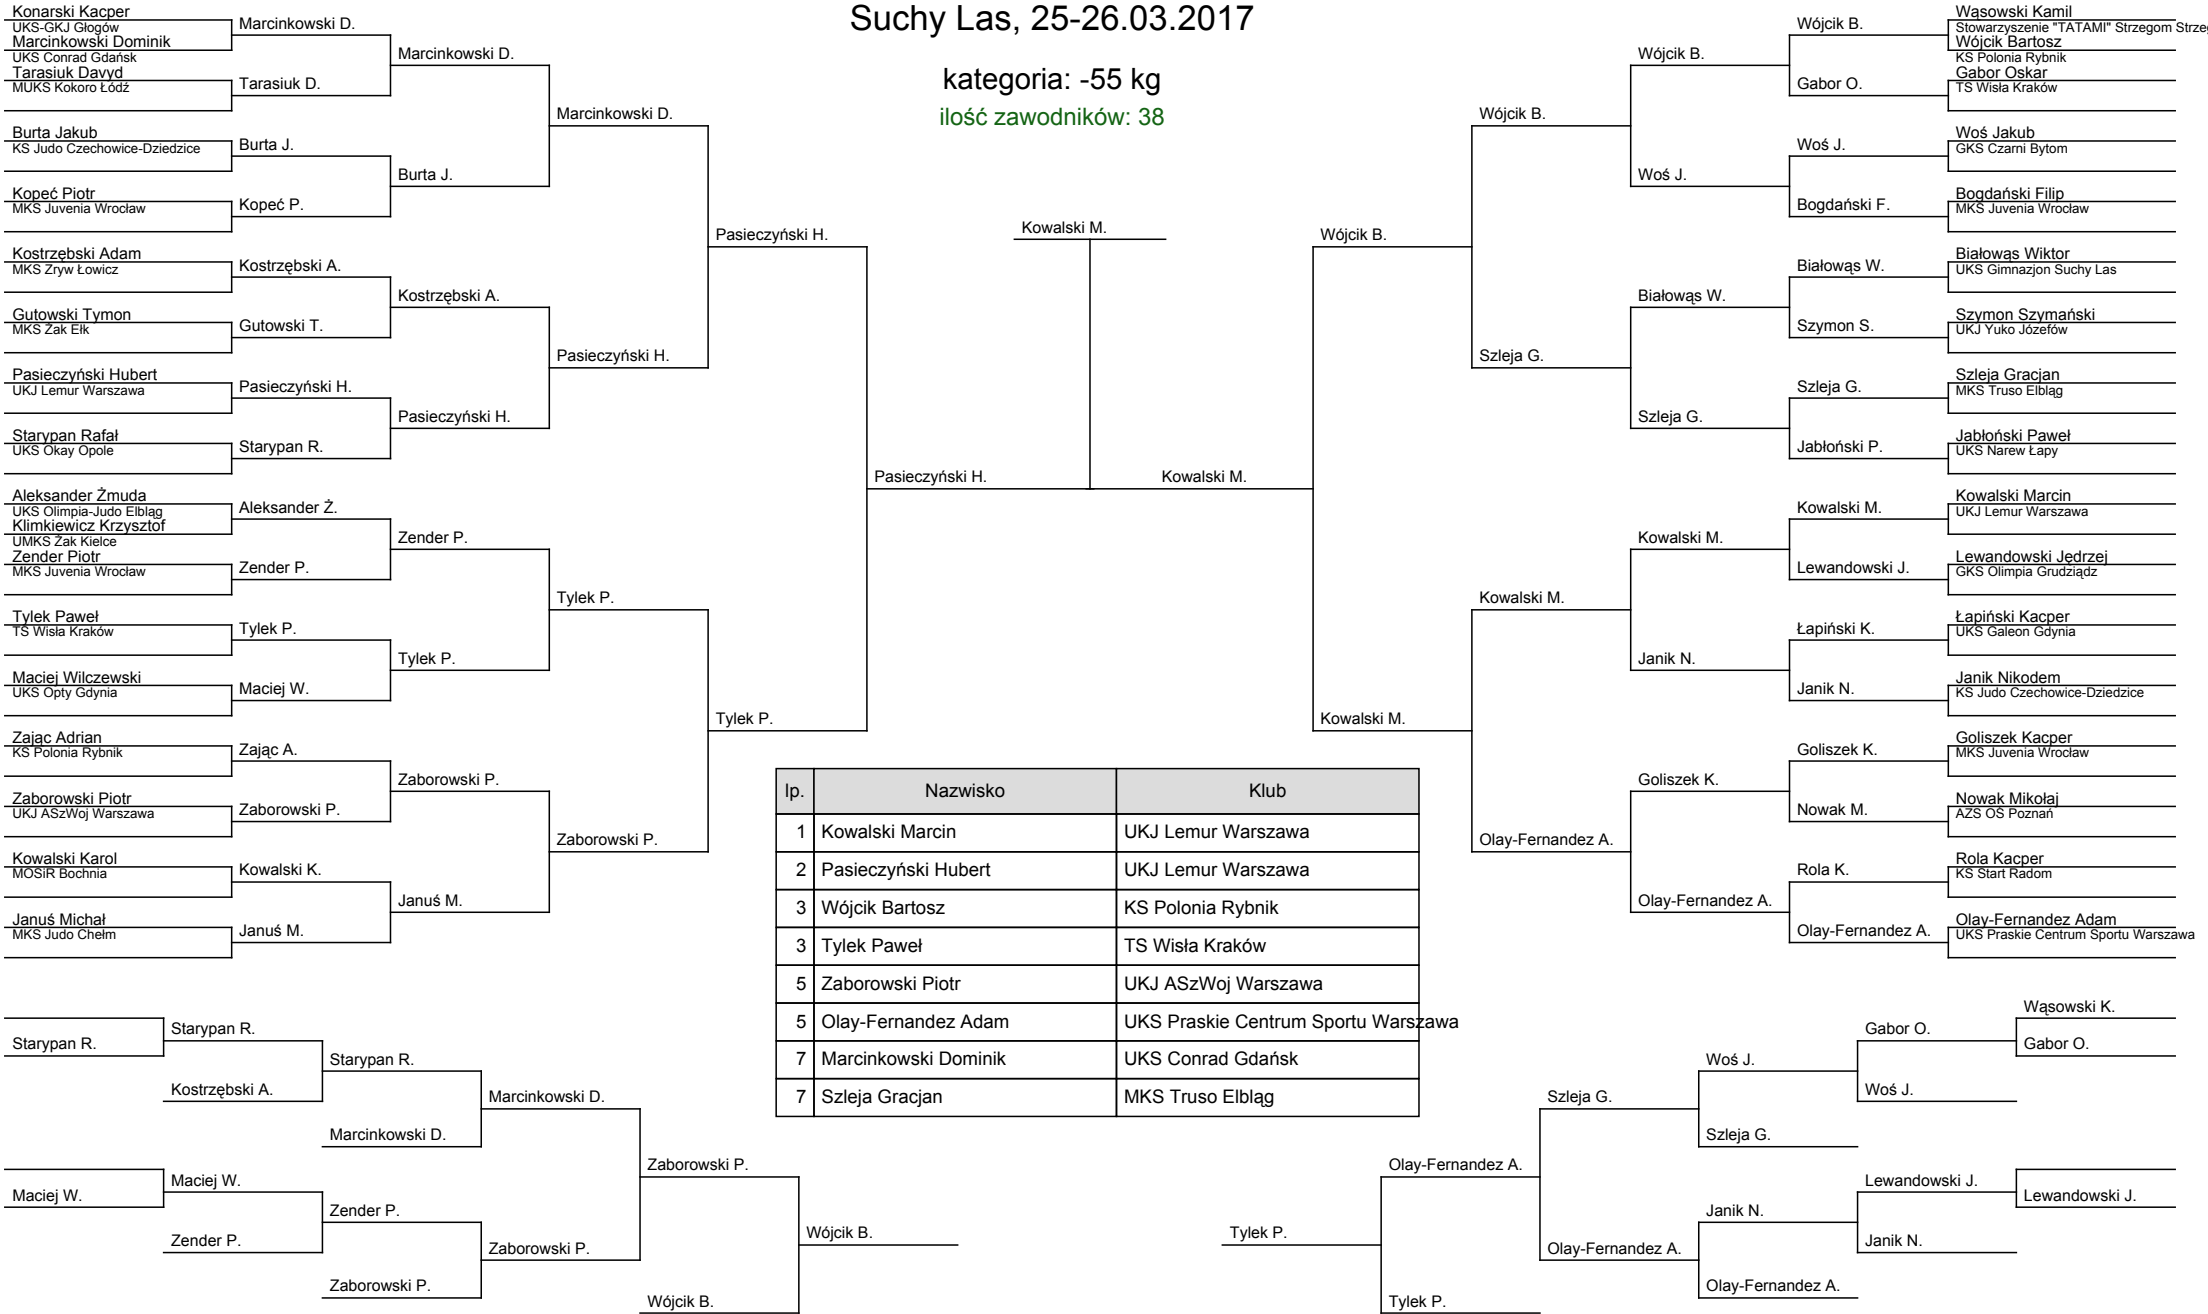 Suchy Las, 25-26.03.2017
kategoria: -55 kg
ilość zawodników: 38
Konarski Kacper
UKS-GKJ Głogów
Marcinkowski Dominik
UKS Conrad Gdańsk
Tarasiuk Davyd
MUKS Kokoro Łódź
Burta Jakub
KS Judo Czechowice-Dziedzice
Kopeć Piotr
MKS Juvenia Wrocław
Kostrzębski Adam
MKS Zryw Łowicz
Gutowski Tymon
MKS Żak Ełk
Pasieczyński Hubert
UKJ Lemur Warszawa
Starypan Rafał
UKS Okay Opole
Aleksander Żmuda
UKS Olimpia-Judo Elbląg
Klimkiewicz Krzysztof
UMKS Żak Kielce
Zender Piotr
MKS Juvenia Wrocław
Tylek Paweł
TS Wisła Kraków
Maciej Wilczewski
UKS Opty Gdynia
Zając Adrian
KS Polonia Rybnik
Zaborowski Piotr
UKJ ASzWoj Warszawa
Kowalski Karol
MOSiR Bochnia
Januś Michał
MKS Judo Chełm
Marcinkowski D.
Tarasiuk D.
Burta J.
Kopeć P.
Kostrzębski A.
Gutowski T.
Pasieczyński H.
Starypan R.
Aleksander Ż.
Zender P.
Tylek P.
Maciej W.
Zając A.
Zaborowski P.
Kowalski K.
Januś M.
Marcinkowski D.
Burta J.
Kostrzębski A.
Pasieczyński H.
Zender P.
Tylek P.
Zaborowski P.
Januś M.
Marcinkowski D.
Pasieczyński H.
Tylek P.
Zaborowski P.
Pasieczyński H.
Tylek P.
Pasieczyński H.
Kowalski M.
Kowalski M.
Wójcik B.
Kowalski M.
Wójcik B.
Szleja G.
Kowalski M.
Olay-Fernandez A.
Wójcik B.
Woś J.
Białowąs W.
Szleja G.
Kowalski M.
Janik N.
Goliszek K.
Olay-Fernandez A.
Wójcik B.
Gabor O.
Woś J.
Bogdański F.
Białowąs W.
Szymon S.
Szleja G.
Jabłoński P.
Kowalski M.
Lewandowski J.
Łapiński K.
Janik N.
Goliszek K.
Nowak M.
Rola K.
Olay-Fernandez A.
Wąsowski Kamil
Stowarzyszenie "TATAMI" Strzegom Strze
Wójcik Bartosz
KS Polonia Rybnik
Gabor Oskar
TS Wisła Kraków
Woś Jakub
GKS Czarni Bytom
Bogdański Filip
MKS Juvenia Wrocław
Białowąs Wiktor
UKS Gimnazjon Suchy Las
Szymon Szymański
UKJ Yuko Józefów
Szleja Gracjan
MKS Truso Elbląg
Jabłoński Paweł
UKS Narew Łapy
Kowalski Marcin
UKJ Lemur Warszawa
Lewandowski Jędrzej
GKS Olimpia Grudziądz
Łapiński Kacper
UKS Galeon Gdynia
Janik Nikodem
KS Judo Czechowice-Dziedzice
Goliszek Kacper
MKS Juvenia Wrocław
Nowak Mikołaj
AZS OŚ Poznań
Rola Kacper
KS Start Radom
Olay-Fernandez Adam
UKS Praskie Centrum Sportu Warszawa
lp. Nazwisko Klub
1 Kowalski Marcin UKJ Lemur Warszawa
2 Pasieczyński Hubert UKJ Lemur Warszawa
3 Wójcik Bartosz KS Polonia Rybnik
3 Tylek Paweł TS Wisła Kraków
5 Zaborowski Piotr UKJ ASzWoj Warszawa
5 Olay-Fernandez Adam UKS Praskie Centrum Sportu Warszawa
7 Marcinkowski Dominik UKS Conrad Gdańsk
7 Szleja Gracjan MKS Truso Elbląg
Starypan R.
Maciej W.
Starypan R.
Kostrzębski A.
Maciej W.
Zender P.
Starypan R.
Marcinkowski D.
Zender P.
Zaborowski P.
Marcinkowski D.
Zaborowski P.
Zaborowski P.
Wójcik B.
Wójcik B.
Tylek P.
Olay-Fernandez A.
Tylek P.
Szleja G.
Olay-Fernandez A.
Woś J.
Szleja G.
Janik N.
Olay-Fernandez A.
Gabor O.
Woś J.
Lewandowski J.
Janik N.
Wąsowski K.
Gabor O.
Lewandowski J.